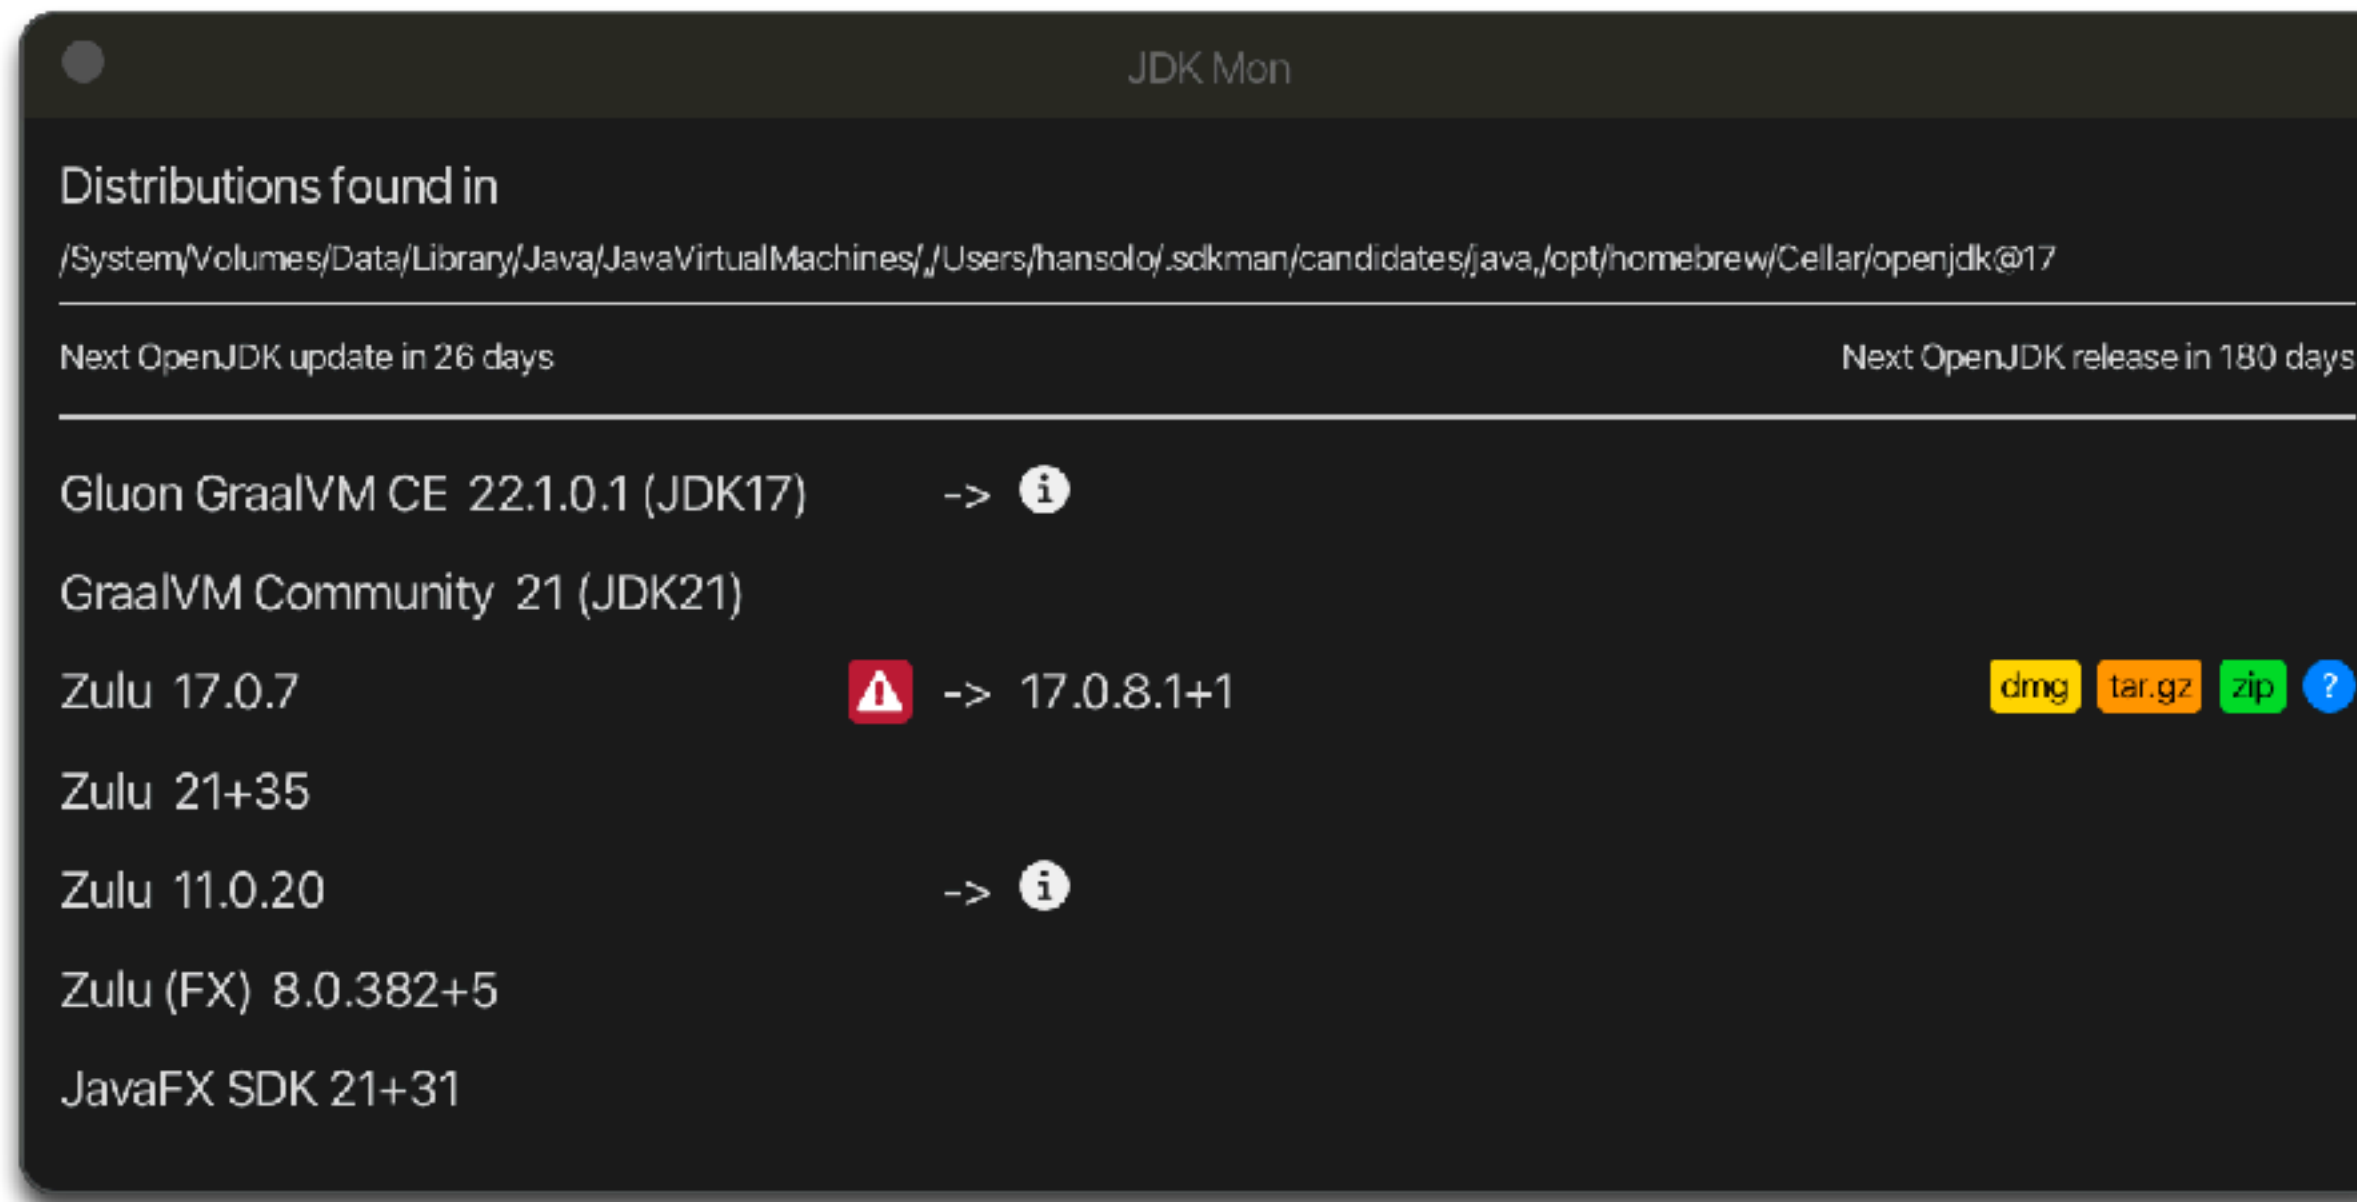 JDK Mon
Distributions found in
/System/Volumes/Data/Library/Java/JavaVirtualMachines/,/Users/hansolo/.sdkman/candidates/java,/opt/homebrew/Cellar/openjdk@17
Next OpenJDK update in 26 days Next OpenJDK release in 180 days
Gluon GraalVM CE 22.1.0.1 (JDK17) -> i
GraalVM Community 21 (JDK21)
Zulu 17.0.7 -> 17.0.8.1+1 dmg tar.gz zip ?
Zulu 21+35
Zulu 11.0.20 -> i
Zulu (FX) 8.0.382+5
JavaFX SDK 21+31